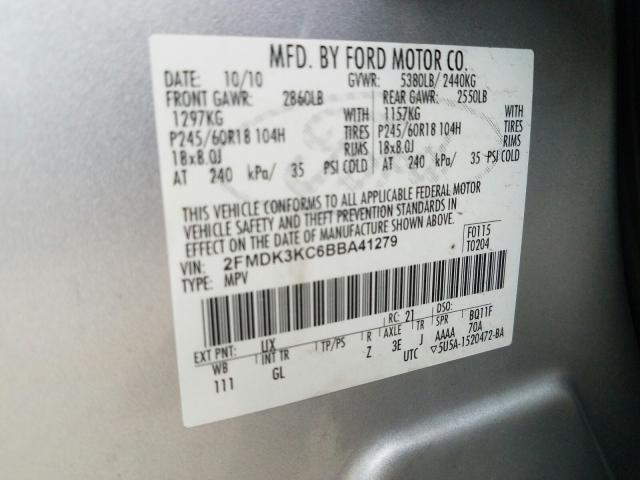 MFD. BY FORD MOTOR CO.
DATE: 10/10 GVWR: 5380LB/ 2440KG
FRONT GAWR: 2860LB REAR GAWR: 2550LB
1297KG WITH 1157KG WITH
P245/60R18 104H TIRES P245/60R18 104H TIRES
18x8.0J RIMS 18x8.0J RIMS
AT 240 kPa/ 35 PSI COLD AT 240 kPa/ 35 PSI COLD
THIS VEHICLE CONFORMS TO ALL APPLICABLE FEDERAL MOTOR
VEHICLE SAFETY AND THEFT PREVENTION STANDARDS IN
EFFECT ON THE DATE OF MANUFACTURE SHOWN ABOVE.
VIN: 2FMDK3KC6BBA41279 F0115
TYPE: MPV T0204
EXT PNT: UX RC: 21 DSO:
WB INT TR TP/PS R AXLE TR SPR BQ11F
111 GL Z 3E J AAAA 70A
UTC ▽5U5A-1520472-BA